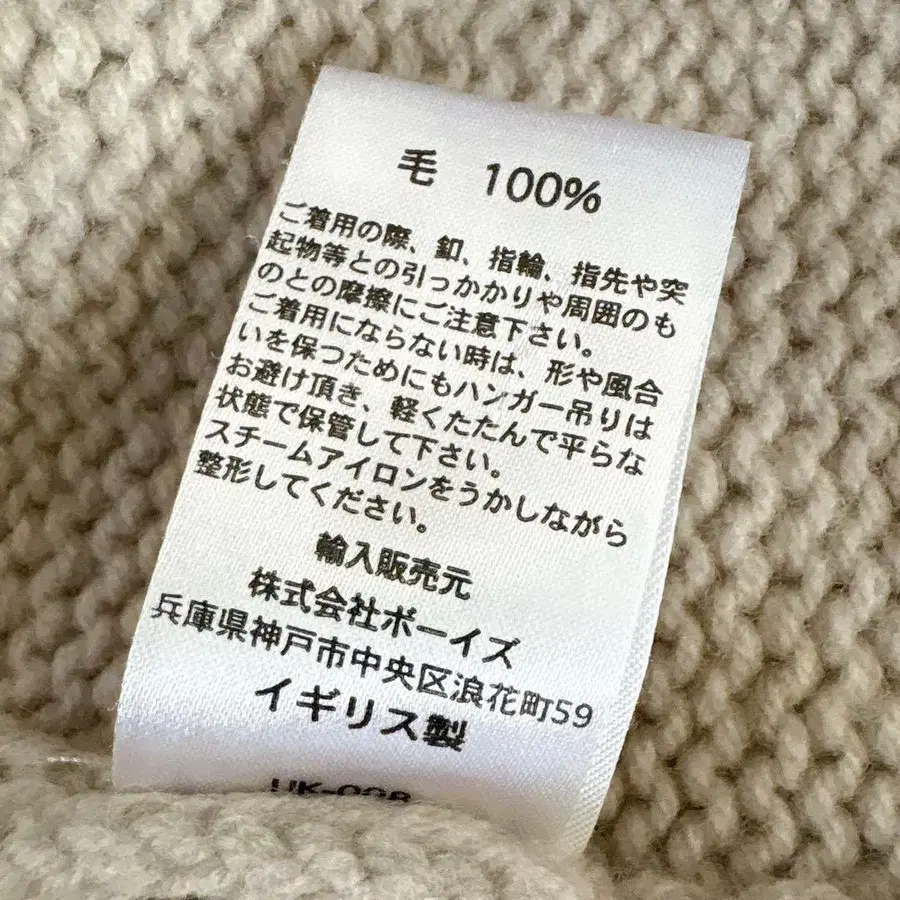 毛 100%
ご着用の際、釦、指輪、指先や突
起物等との引っかかりや周囲のも
のとの摩擦にご注意下さい。
ご着用にならない時は、形や風合
いを保つためにもハンガー吊りは
お避け頂き、軽くたたんで平らな
状態で保管して下さい。
スチームアイロンをうかしながら
整形してください。
輸入販売元
株式会社ボーイズ
兵庫県神戸市中央区浪花町59
イギリス製